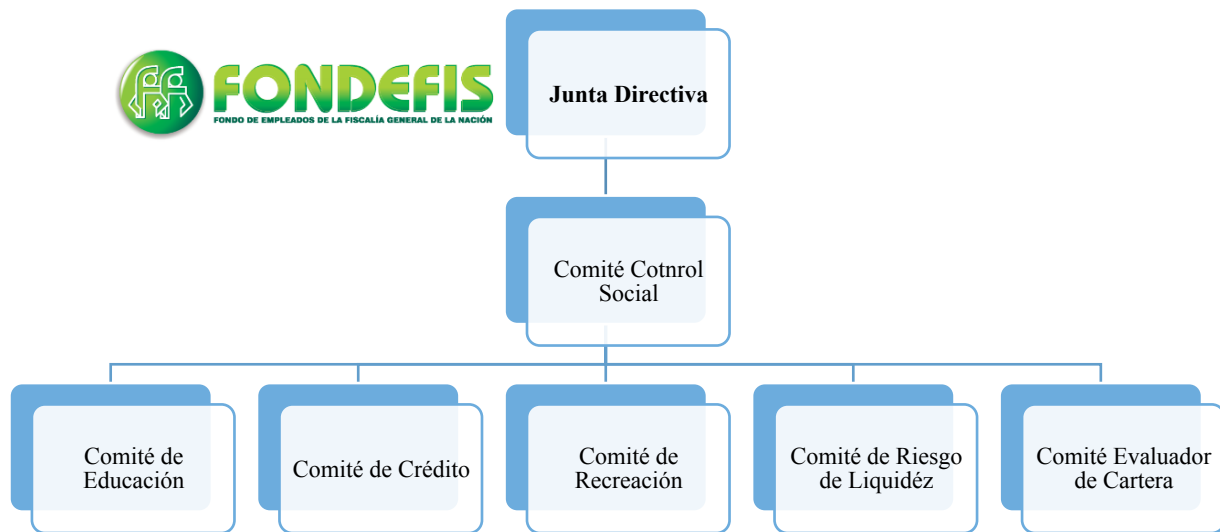 FONDEFIS
FONDO DE EMPLEADOS DE LA FISCALÍA GENERAL DE LA NACIÓN
Junta Directiva
Comité Cotnrol
Social
Comité de
Educación
Comité de Crédito
Comité de
Recreación
Comité de Riesgo
de Liquidéz
Comité Evaluador
de Cartera